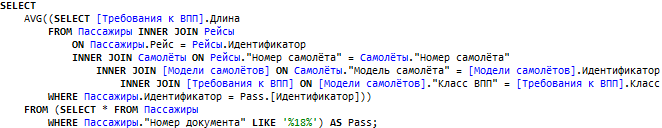 SELECT
AVG((SELECT [Требования к ВПП].Длина
FROM Пассажиры INNER JOIN Рейсы
ON Пассажиры.Рейс = Рейсы.Идентификатор
INNER JOIN Самолёты ON Рейсы."Номер самолёта" = Самолёты."Номер самолёта"
INNER JOIN [Модели самолётов] ON Самолёты."Модель самолёта" = [Модели самолётов].Идентификатор
INNER JOIN [Требования к ВПП] ON [Модели самолётов]."Класс ВПП" = [Требования к ВПП].Класс
WHERE Пассажиры.Идентификатор = Pass.[Идентификатор]))
FROM (SELECT * FROM Пассажиры
WHERE Пассажиры."Номер документа" LIKE '%18%') AS Pass;